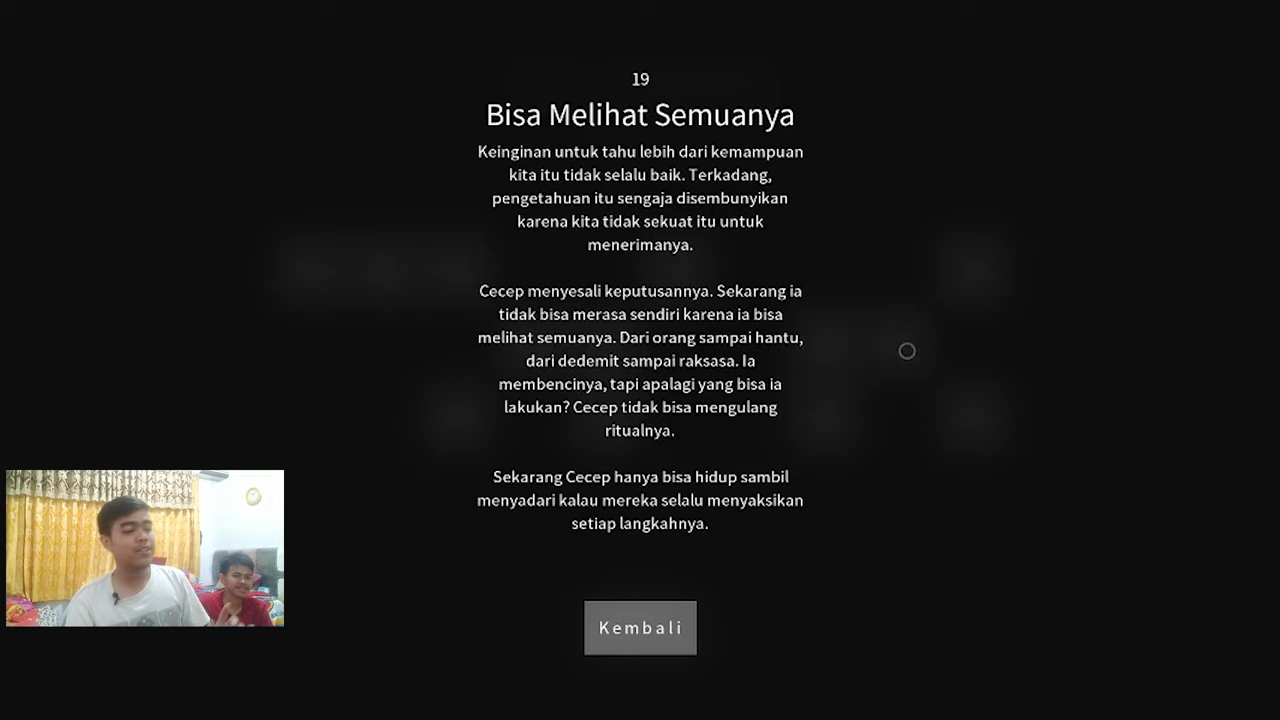 19
Bisa Melihat Semuanya
Keinginan untuk tahu lebih dari kemampuan
kita itu tidak selalu baik. Terkadang,
pengetahuan itu sengaja disembunyikan
karena kita tidak sekuat itu untuk
menerimanya.
Cecep menyesali keputusannya. Sekarang ia
tidak bisa merasa sendiri karena ia bisa
melihat semuanya. Dari orang sampai hantu,
dari dedemit sampai raksasa. Ia
membencinya, tapi apalagi yang bisa ia
lakukan? Cecep tidak bisa mengulang
ritualnya.
Sekarang Cecep hanya bisa hidup sambil
menyadari kalau mereka selalu menyaksikan
setiap langkahnya.
Kembali